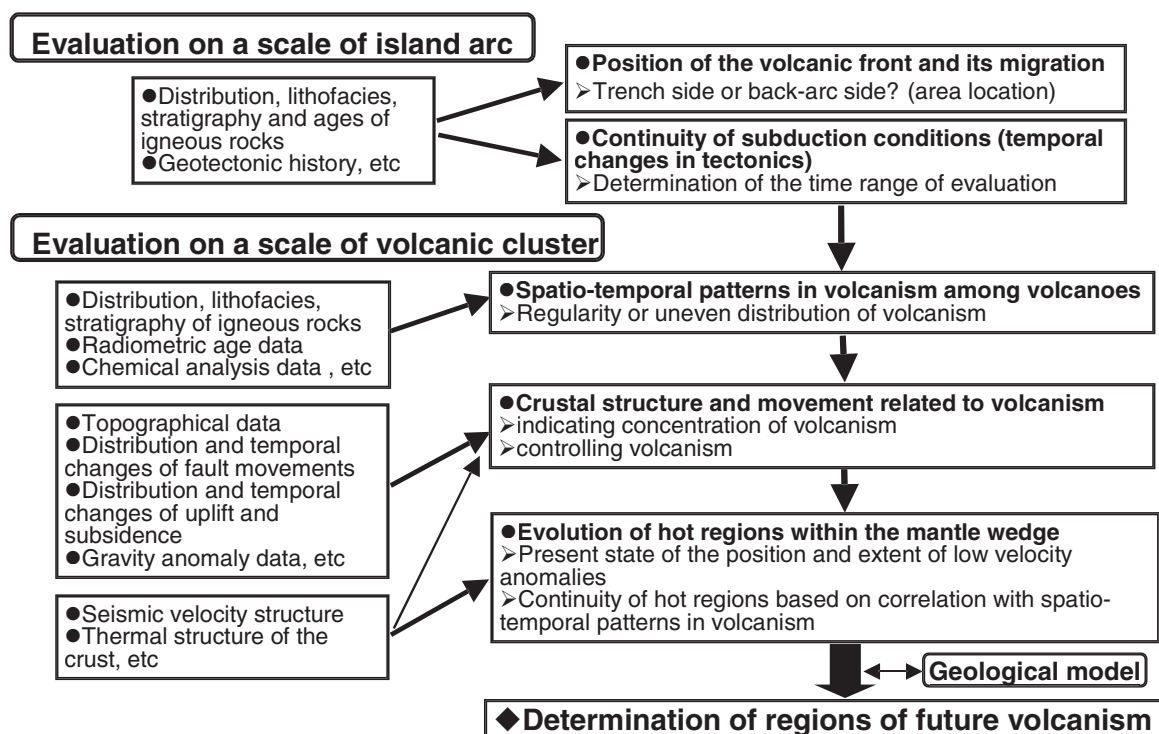 Evaluation on a scale of island arc
●Distribution, lithofacies,
stratigraphy and ages of
igneous rocks
●Geotectonic history, etc
●Position of the volcanic front and its migration
➢Trench side or back-arc side? (area location)
●Continuity of subduction conditions (temporal
changes in tectonics)
➢Determination of the time range of evaluation
Evaluation on a scale of volcanic cluster
●Distribution, lithofacies,
stratigraphy of igneous rocks
●Radiometric age data
●Chemical analysis data , etc
●Spatio-temporal patterns in volcanism among volcanoes
➢Regularity or uneven distribution of volcanism
●Topographical data
●Distribution and temporal
changes of fault movements
●Distribution and temporal
changes of uplift and
subsidence
●Gravity anomaly data, etc
●Crustal structure and movement related to volcanism
➢indicating concentration of volcanism
➢controlling volcanism
●Seismic velocity structure
●Thermal structure of the
crust, etc
●Evolution of hot regions within the mantle wedge
➢Present state of the position and extent of low velocity
anomalies
➢Continuity of hot regions based on correlation with spatio-
temporal patterns in volcanism
Geological model
◆Determination of regions of future volcanism